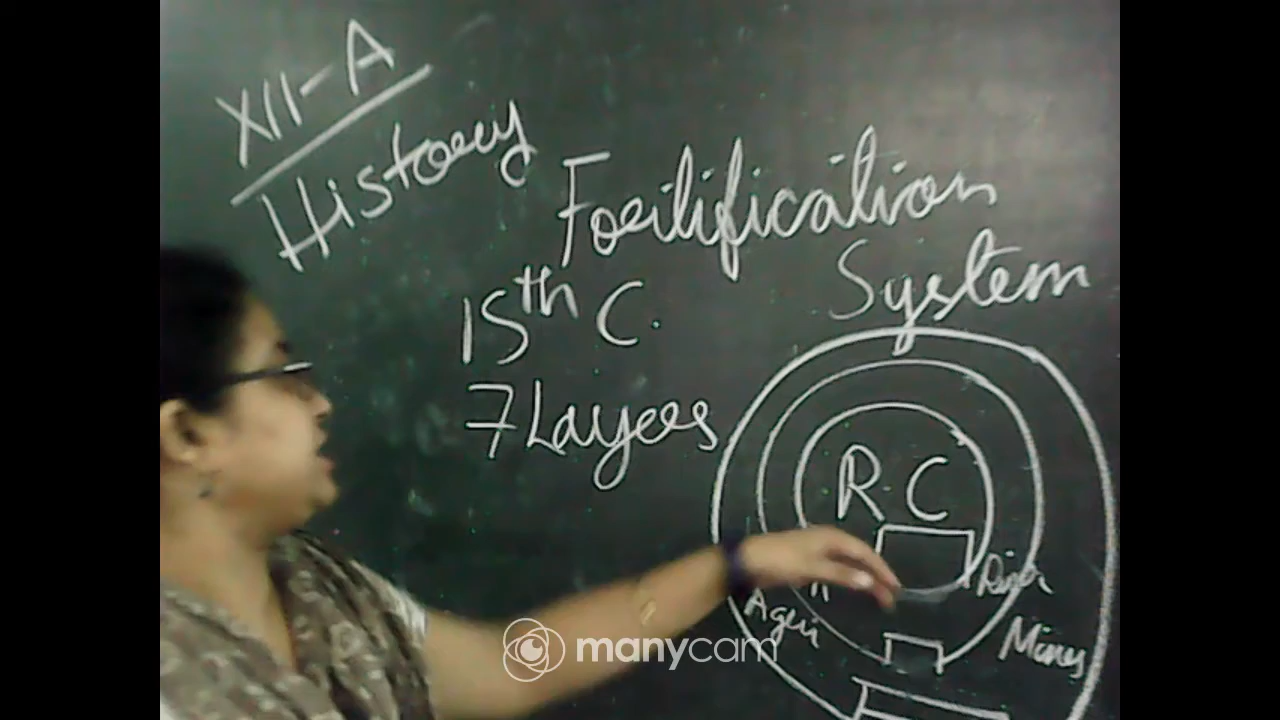 XII-A
History
Fortification
System
15th C.
7 Layers
R.C
Agri
Mines
manycam